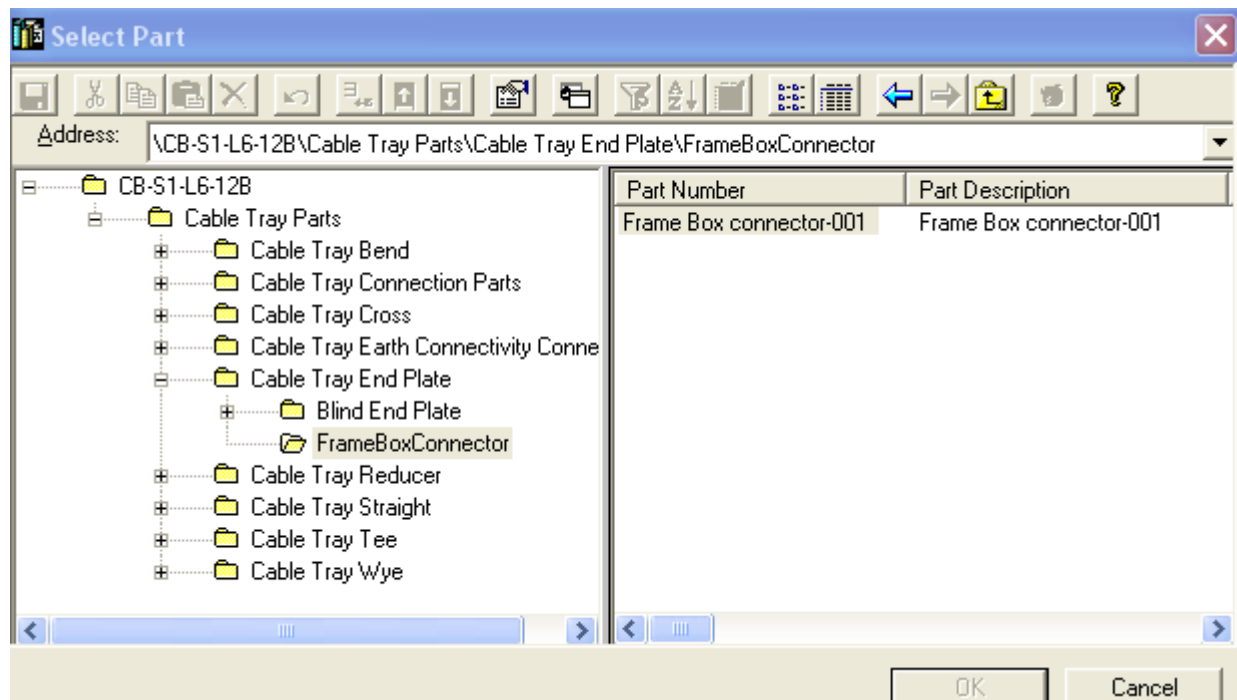 Select Part
Address: \CB-S1-L6-12B\Cable Tray Parts\Cable Tray End Plate\FrameBoxConnector
CB-S1-L6-12B
Cable Tray Parts
Cable Tray Bend
Cable Tray Connection Parts
Cable Tray Cross
Cable Tray Earth Connectivity Conne
Cable Tray End Plate
Blind End Plate
FrameBoxConnector
Cable Tray Reducer
Cable Tray Straight
Cable Tray Tee
Cable Tray Wye
Part Number Part Description
Frame Box connector-001 Frame Box connector-001
OK Cancel